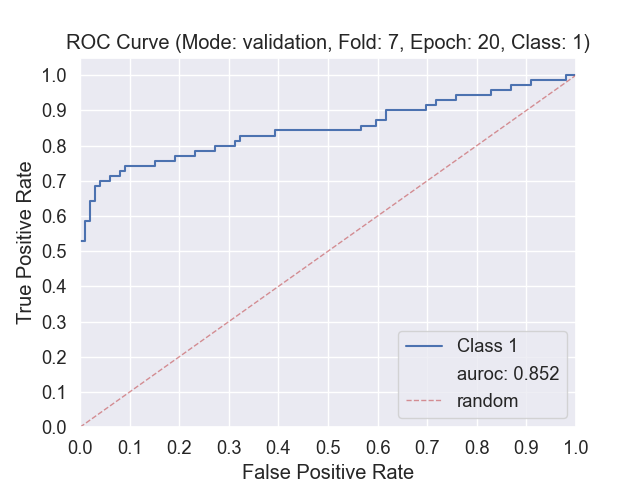 ROC Curve (Mode: validation, Fold: 7, Epoch: 20, Class: 1)
True Positive Rate
1.0
0.9
0.8
0.7
0.6
0.5
0.4
0.3
0.2
0.1
0.0
Class 1
auroc: 0.852
random
0.0 0.1 0.2 0.3 0.4 0.5 0.6 0.7 0.8 0.9 1.0
False Positive Rate